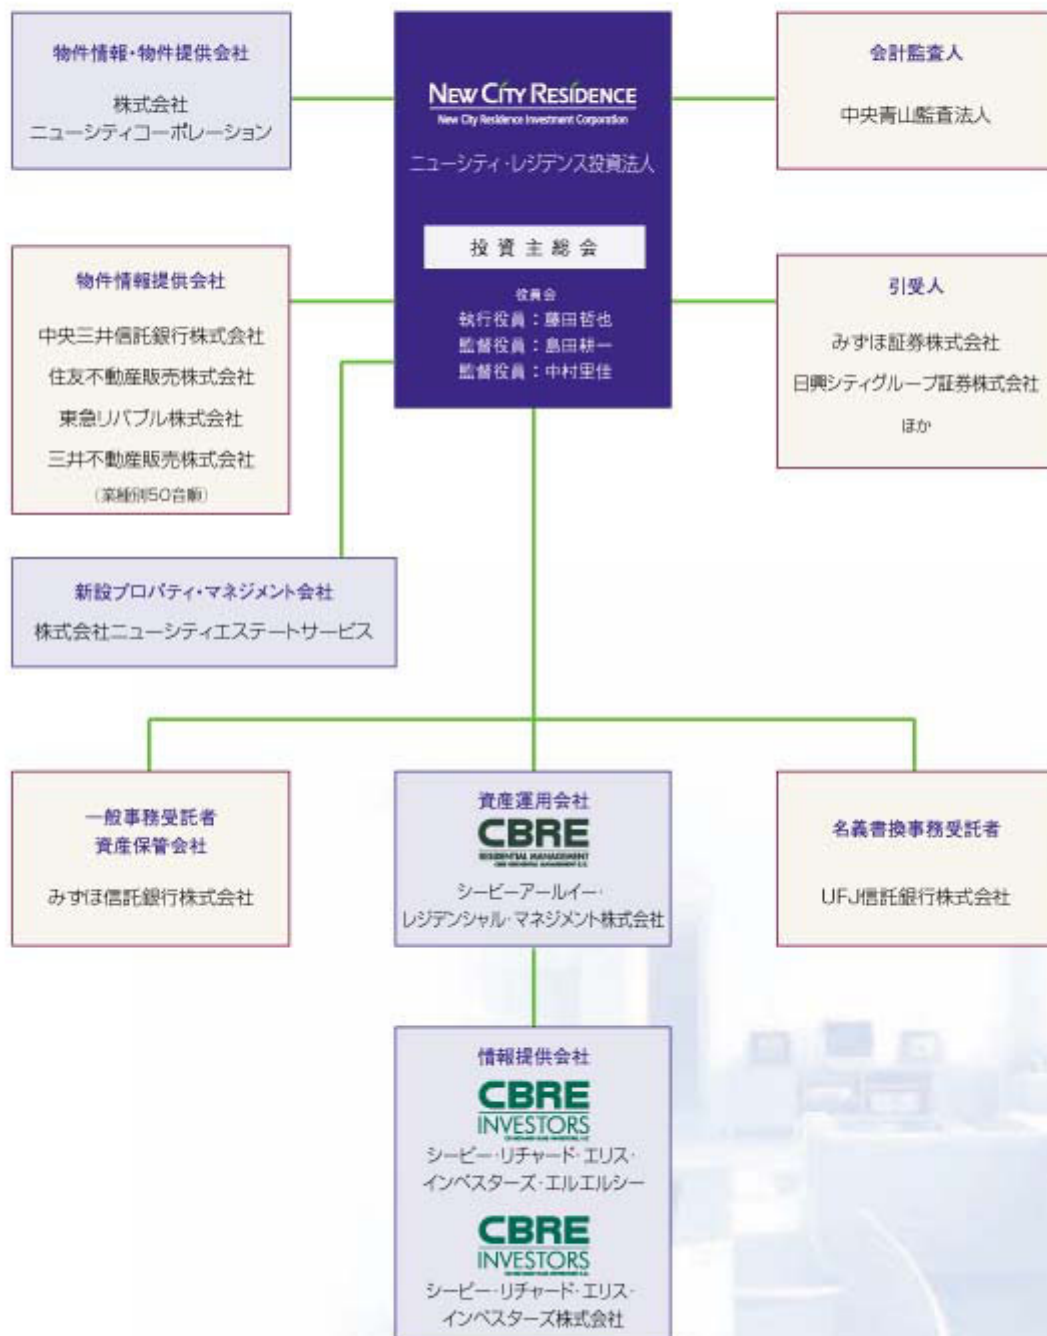 物件情報・物件提供会社
株式会社
ニューシティコーポレーション
NEW CITY RESIDENCE
New City Residence Investment Corporation
ニューシティ・レジデンス投資法人
投資主総会
役員会
執行役員：藤田哲也
監督役員：島田耕一
監督役員：中村里佳
会計監査人
中央青山監査法人
物件情報提供会社
中央三井信託銀行株式会社
住友不動産販売株式会社
東急リバブル株式会社
三井不動産販売株式会社
（業種別50音順）
引受人
みずほ証券株式会社
日興シティグループ証券株式会社
ほか
新設プロパティ・マネジメント会社
株式会社ニューシティエステートサービス
一般事務受託者
資産保管会社
みずほ信託銀行株式会社
資産運用会社
CBRE
RESIDENTIAL MANAGEMENT
シービーアールイー・
レジデンシャル・マネジメント株式会社
名義書換事務受託者
UFJ信託銀行株式会社
情報提供会社
CBRE
INVESTORS
シービー・リチャード・エリス・
インベスターズ・エルエルシー
CBRE
INVESTORS
シービー・リチャード・エリス・
インベスターズ株式会社